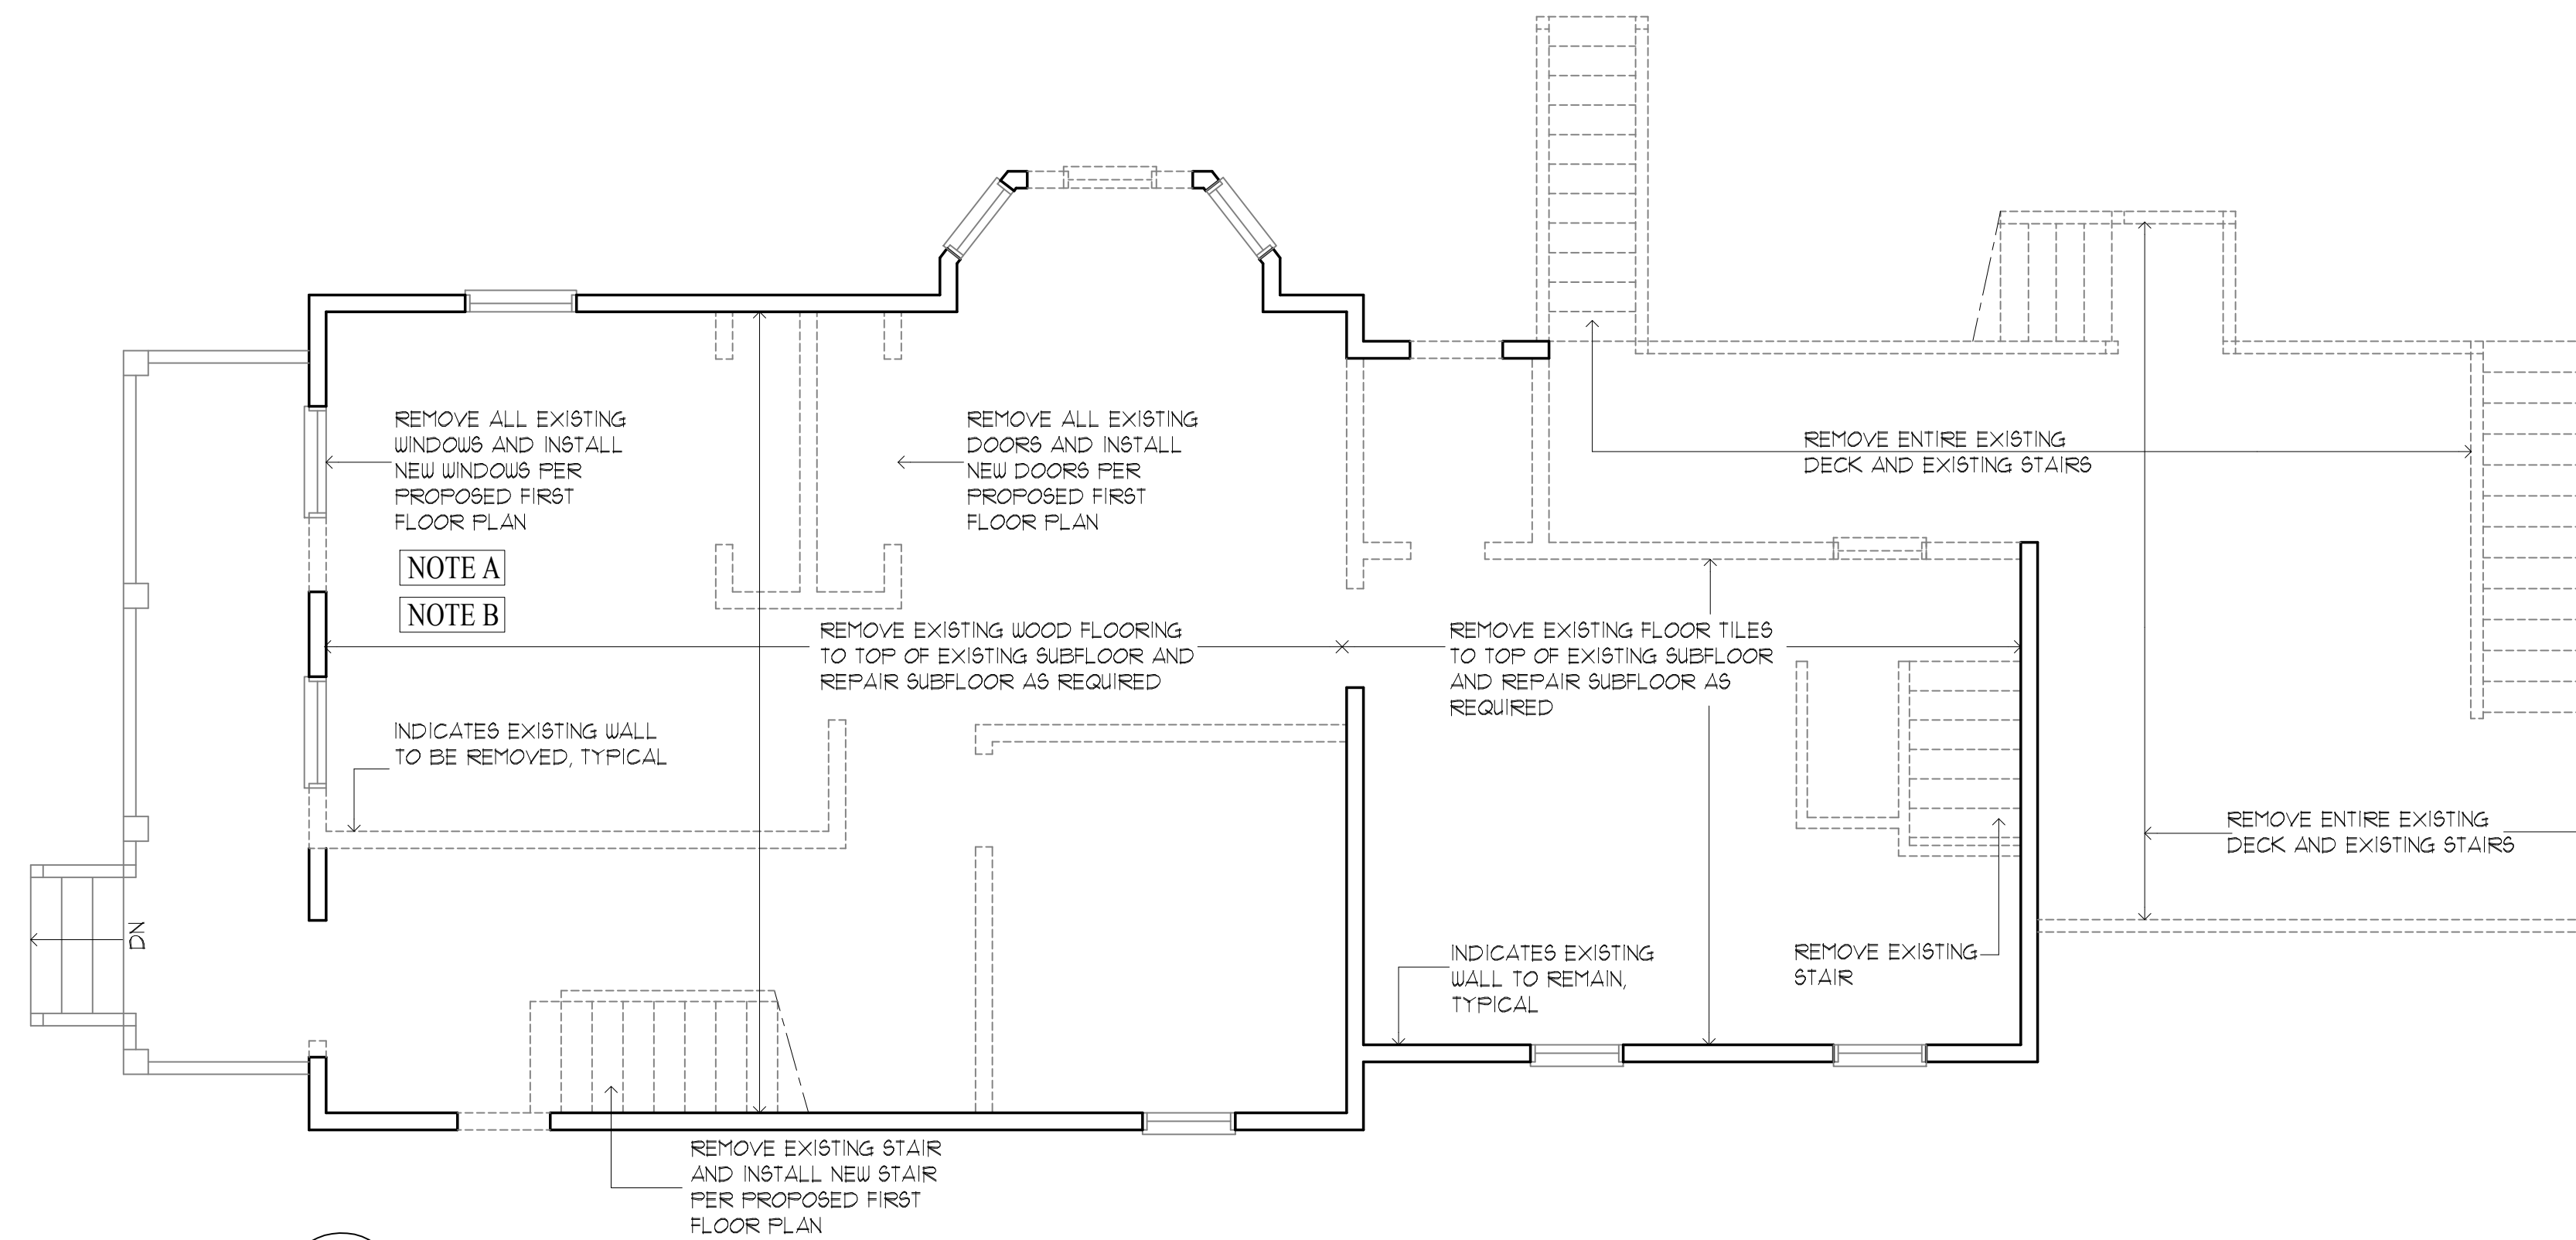 REMOVE ALL EXISTING
WINDOWS AND INSTALL
NEW WINDOWS PER
PROPOSED FIRST
FLOOR PLAN
NOTE A
NOTE B
REMOVE ALL EXISTING
DOORS AND INSTALL
NEW DOORS PER
PROPOSED FIRST
FLOOR PLAN
REMOVE ENTIRE EXISTING
DECK AND EXISTING STAIRS
REMOVE EXISTING WOOD FLOORING
TO TOP OF EXISTING SUBFLOOR AND
REPAIR SUBFLOOR AS REQUIRED
REMOVE EXISTING FLOOR TILES
TO TOP OF EXISTING SUBFLOOR
AND REPAIR SUBFLOOR AS
REQUIRED
INDICATES EXISTING WALL
TO BE REMOVED, TYPICAL
REMOVE ENTIRE EXISTING
DECK AND EXISTING STAIRS
DN
INDICATES EXISTING
WALL TO REMAIN,
TYPICAL
REMOVE EXISTING
STAIR
REMOVE EXISTING STAIR
AND INSTALL NEW STAIR
PER PROPOSED FIRST
FLOOR PLAN